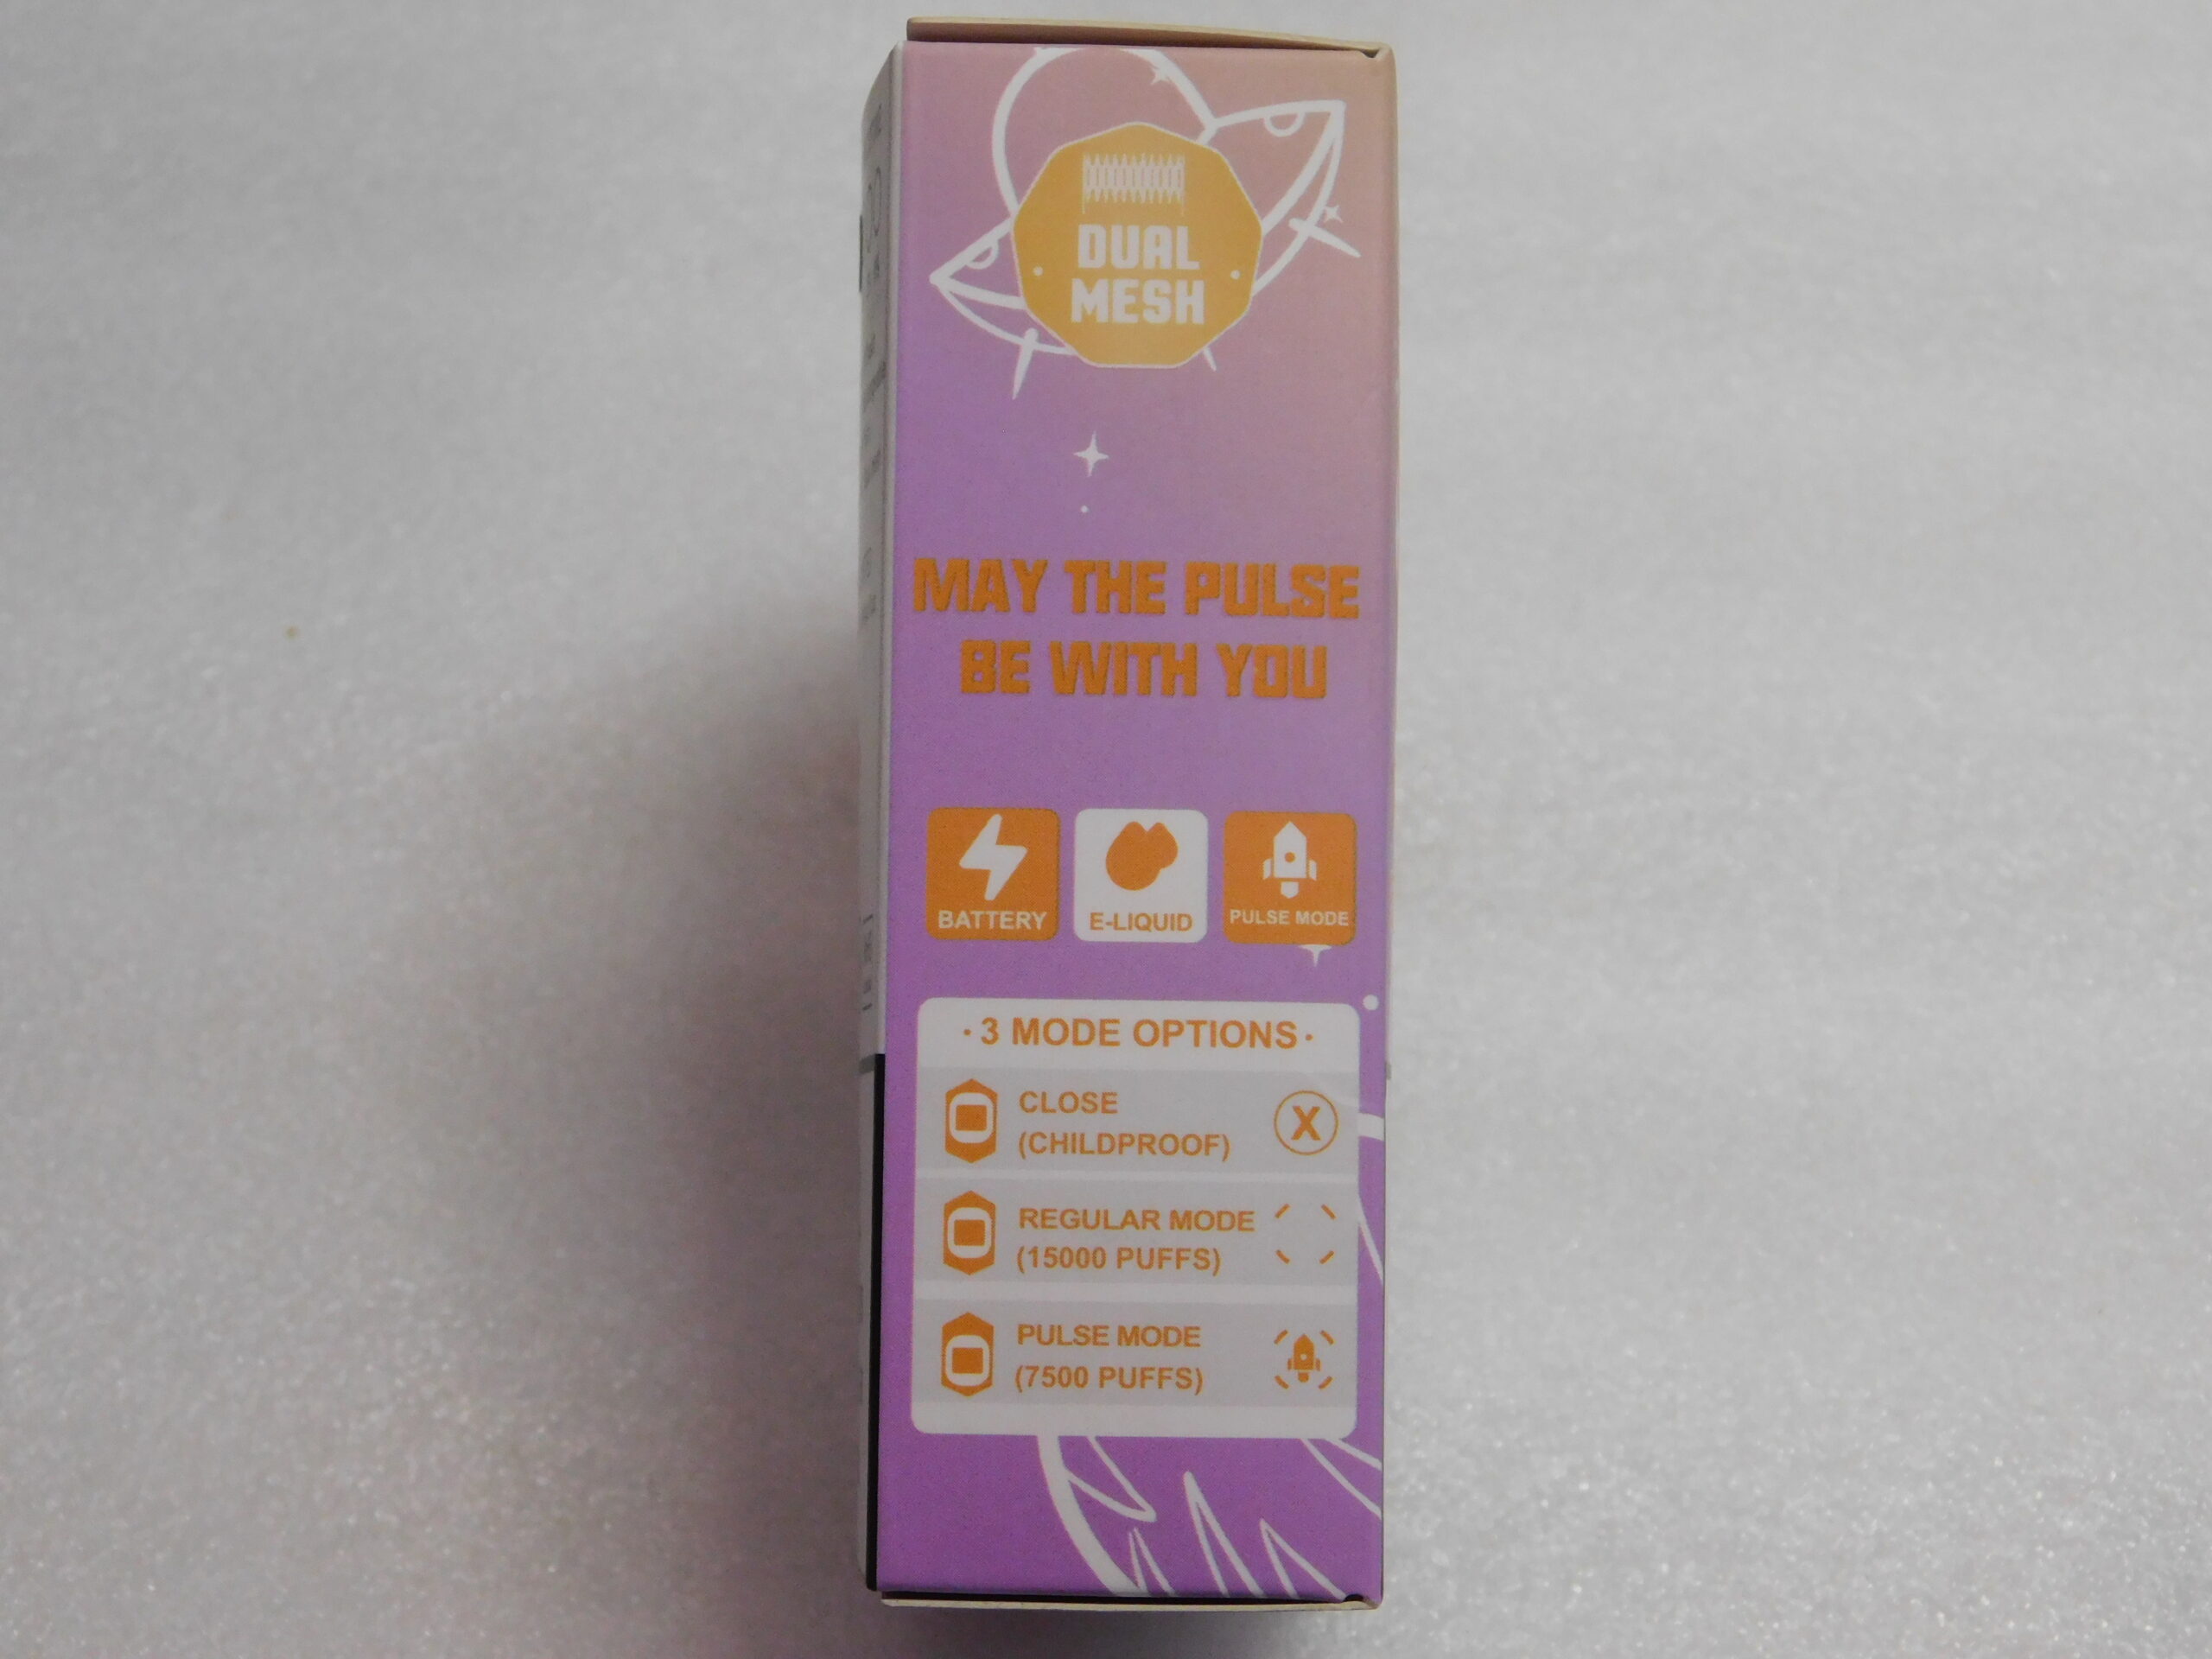 DUAL
MESH
MAY THE PULSE
BE WITH YOU
BATTERY
E-LIQUID
PULSE MODE
· 3 MODE OPTIONS ·
CLOSE
(CHILDPROOF)
X
REGULAR MODE
(15000 PUFFS)
PULSE MODE
(7500 PUFFS)